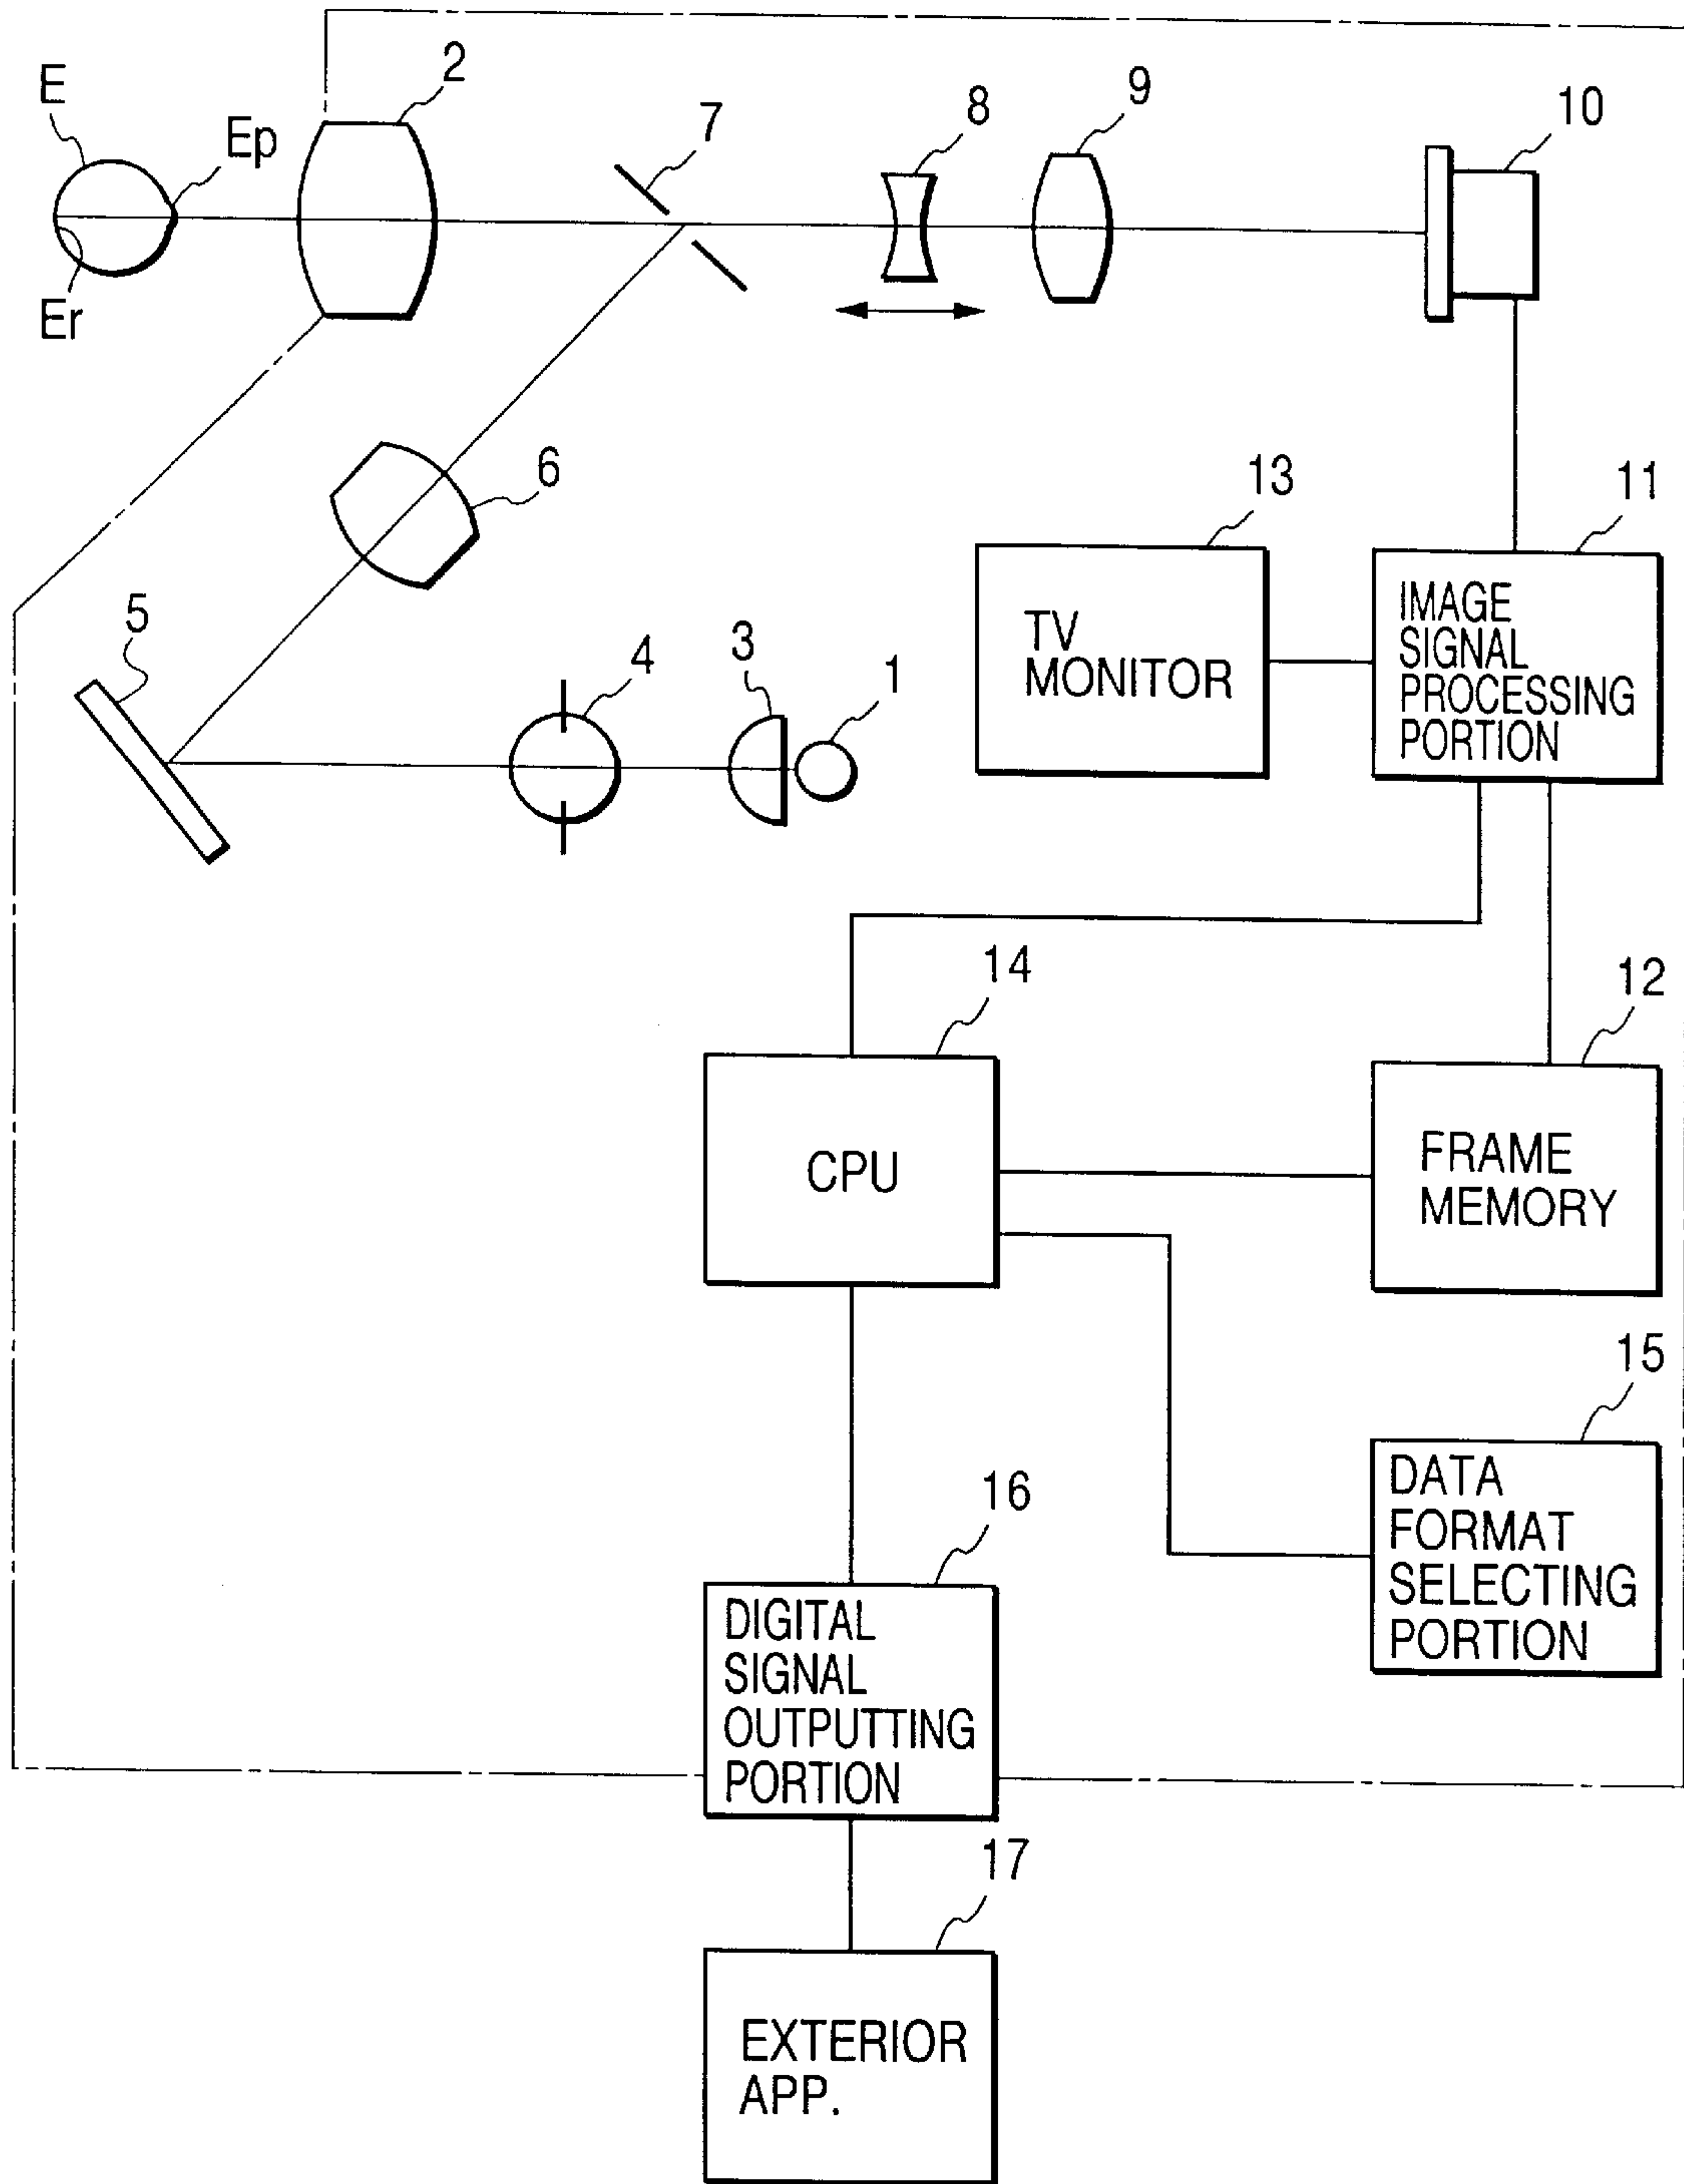 E
Ep
2
7
8
9
10
Er
6
13
11
5
4
3
1
TV
MONITOR
IMAGE
SIGNAL
PROCESSING
PORTION
14
12
CPU
FRAME
MEMORY
15
16
DATA
FORMAT
SELECTING
PORTION
DIGITAL
SIGNAL
OUTPUTTING
PORTION
17
EXTERIOR
APP.